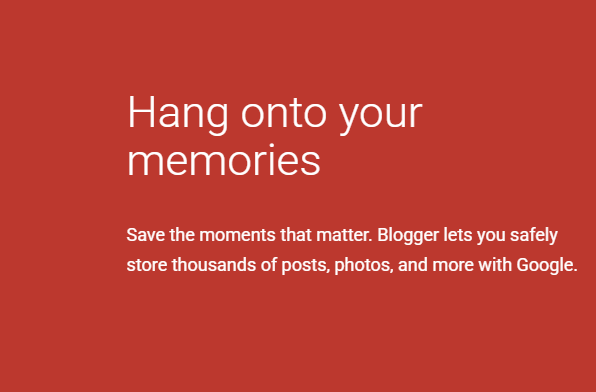 Hang onto your
memories
Save the moments that matter. Blogger lets you safely
store thousands of posts, photos, and more with Google.